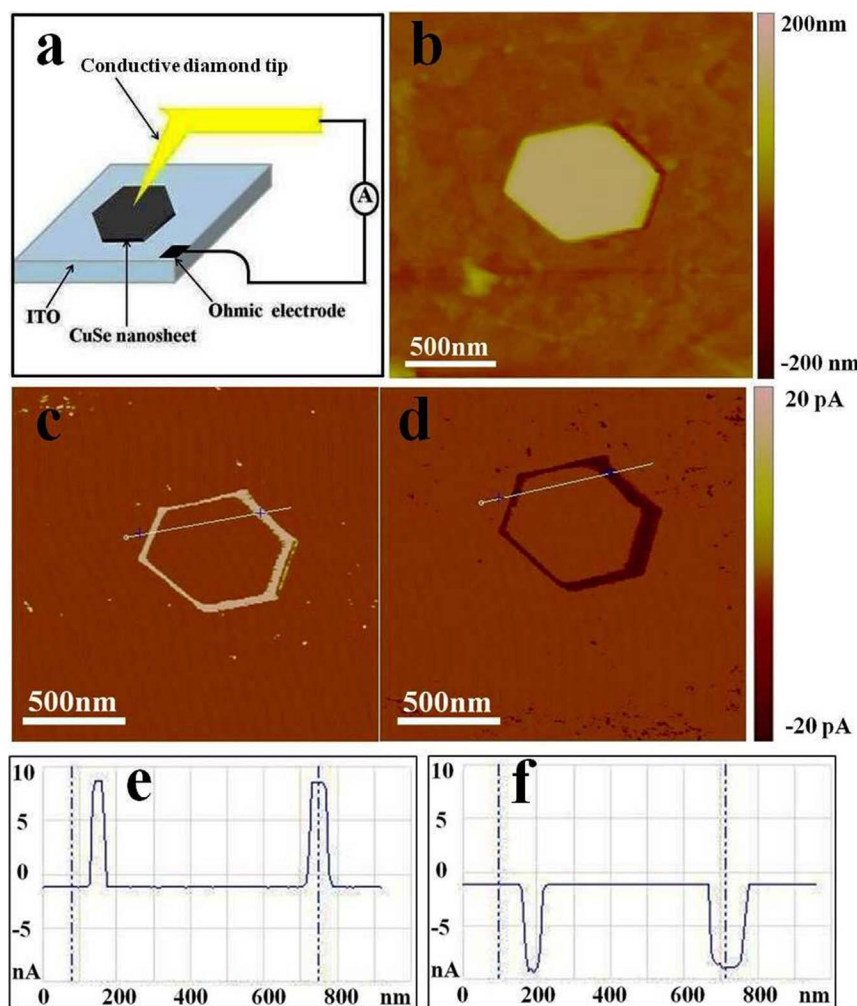 a
Conductive diamond tip
A
ITO
CuSe nanosheet
Ohmic electrode
b
500nm
200nm
-200 nm
c
500nm
d
500nm
20 pA
-20 pA
e
10
5
0
-5
nA
0 200 400 600 800 nm
f
10
5
0
-5
nA
0 200 400 600 800 nm